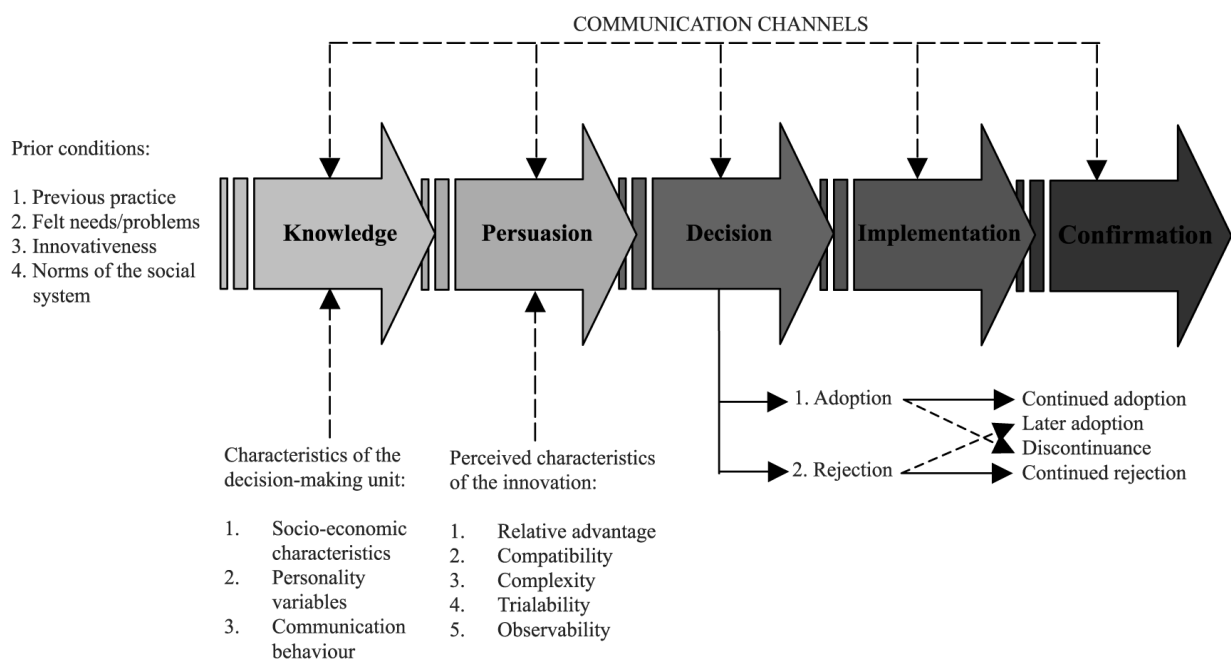 COMMUNICATION CHANNELS
Prior conditions:
1. Previous practice
2. Felt needs/problems
3. Innovativeness
4. Norms of the social
system
Knowledge
Persuasion
Decision
Implementation
Confirmation
1. Adoption
2. Rejection
Continued adoption
Later adoption
Discontinuance
Continued rejection
Characteristics of the
decision-making unit:
1. Socio-economic
characteristics
2. Personality
variables
3. Communication
behaviour
Perceived characteristics
of the innovation:
1. Relative advantage
2. Compatibility
3. Complexity
4. Trialability
5. Observability